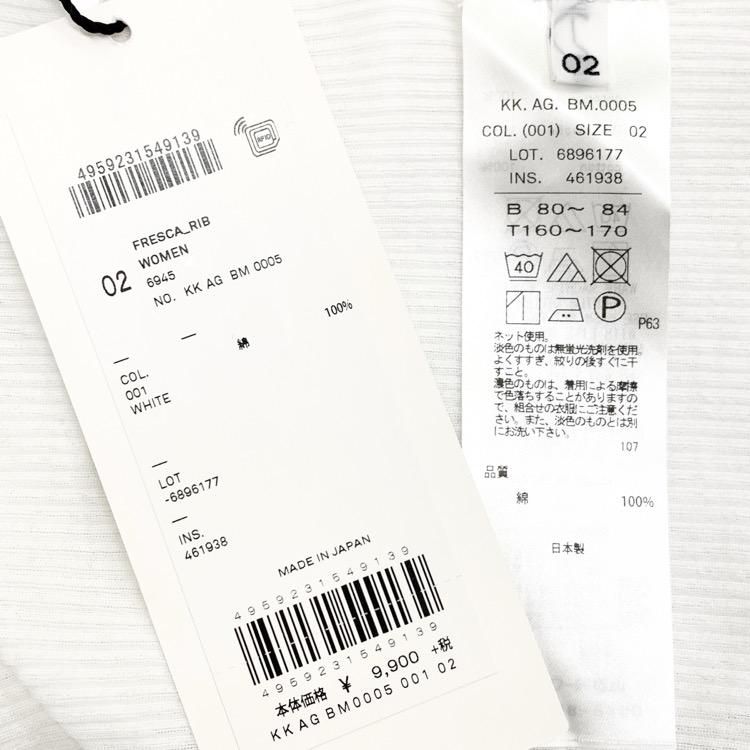 4959231549139
RFID
FRESCA_RIB
02 WOMEN
6945
NO. KK AG BM 0005
綿 100%
COL.
001
WHITE
LOT
-6896177
INS.
461938
MADE IN JAPAN
4959231549139
4959231549139
本体価格 ¥ 9,900 +税
KK AG BM0005 001 02
02
KK. AG. BM.0005
COL. (001) SIZE 02
LOT. 6896177
INS. 461938
B 80〜 84
T160〜170
40
P
P63
ネット使用。
淡色のものは無蛍光洗剤を使用。
よくすすぎ、絞りの後すぐに干
すこと。
濃色のものは、着用による摩擦
で色落ちすることがありますの
で、組合せの衣服にご注意くだ
さい。また、淡色のものとは別
にお洗い下さい。
107
品質
綿 100%
日本製